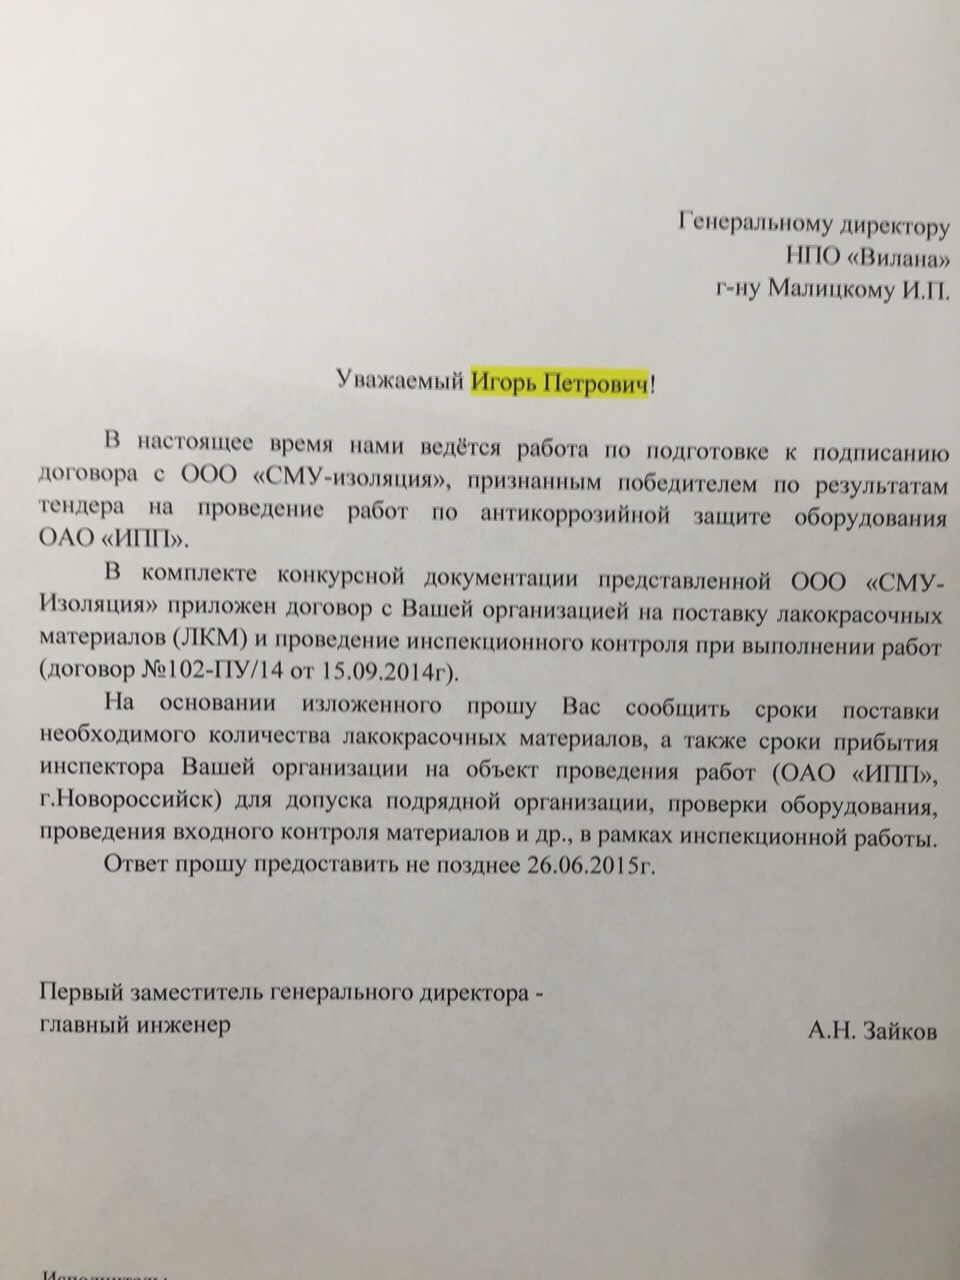 Генеральному директору
НПО «Вилана»
г-ну Малицкому И.П.
Уважаемый Игорь Петрович!
В настоящее время нами ведётся работа по подготовке к подписанию
договора с ООО «СМУ-изоляция», признанным победителем по результатам
тендера на проведение работ по антикоррозийной защите оборудования
ОАО «ИПП».
В комплекте конкурсной документации представленной ООО «СМУ-
Изоляция» приложен договор с Вашей организацией на поставку лакокрасочных
материалов (ЛКМ) и проведение инспекционного контроля при выполнении работ
(договор №102-ПУ/14 от 15.09.2014г).
На основании изложенного прошу Вас сообщить сроки поставки
необходимого количества лакокрасочных материалов, а также сроки прибытия
инспектора Вашей организации на объект проведения работ (ОАО «ИПП»,
г.Новороссийск) для допуска подрядной организации, проверки оборудования,
проведения входного контроля материалов и др., в рамках инспекционной работы.
Ответ прошу предоставить не позднее 26.06.2015г.
Первый заместитель генерального директора -
главный инженер
А.Н. Зайков
Исполнитель: